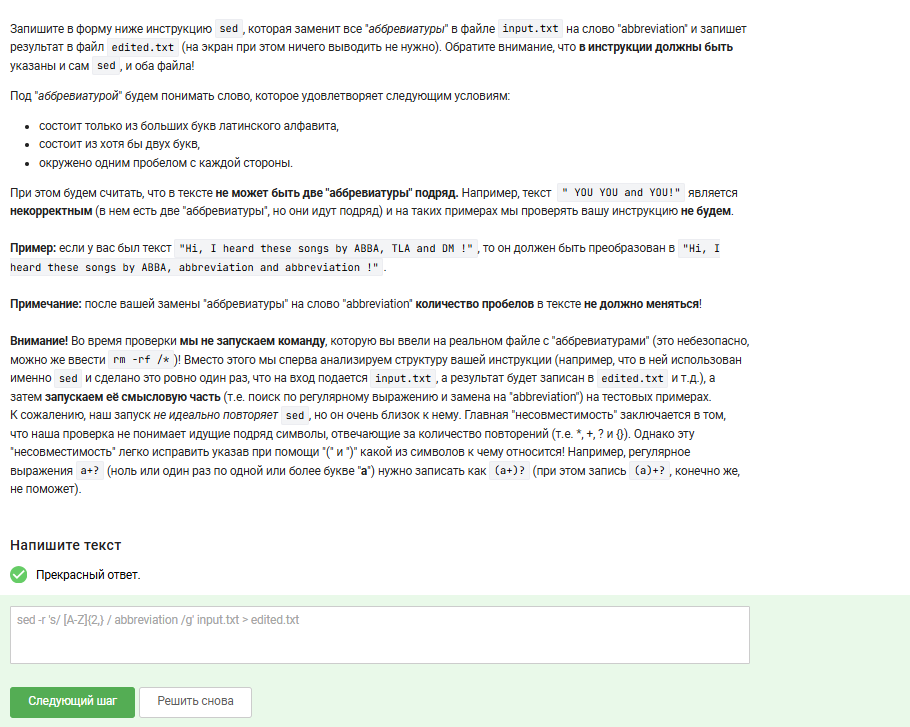 Запишите в форму ниже инструкцию sed, которая заменит все "аббревиатуры" в файле input.txt на слово "abbreviation" и запишет
результат в файл edited.txt (на экран при этом ничего выводить не нужно). Обратите внимание, что в инструкции должны быть
указаны и сам sed, и оба файла!
Под "аббревиатурой" будем понимать слово, которое удовлетворяет следующим условиям:
• состоит только из больших букв латинского алфавита,
• состоит из хотя бы двух букв,
• окружено одним пробелом с каждой стороны.
При этом будем считать, что в тексте не может быть две "аббревиатуры" подряд. Например, текст " YOU YOU and YOU!" является
некорректным (в нем есть две "аббревиатуры", но они идут подряд) и на таких примерах мы проверять вашу инструкцию не будем.
Пример: если у вас был текст "Hi, I heard these songs by ABBA, TLA and DM !", то он должен быть преобразован в "Hi, I
heard these songs by ABBA, abbreviation and abbreviation !".
Примечание: после вашей замены "аббревиатуры" на слово "abbreviation" количество пробелов в тексте не должно меняться!
Внимание! Во время проверки мы не запускаем команду, которую вы ввели на реальном файле с "аббревиатурами" (это небезопасно,
можно же ввести rm -rf /*)! Вместо этого мы сперва анализируем структуру вашей инструкции (например, что в ней использован
именно sed и сделано это ровно один раз, что на вход подается input.txt, а результат будет записан в edited.txt и т.д.), а
затем запускаем её смысловую часть (т.е. поиск по регулярному выражению и замена на "abbreviation") на тестовых примерах.
К сожалению, наш запуск не идеально повторяет sed, но он очень близок к нему. Главная "несовместимость" заключается в том,
что наша проверка не понимает идущие подряд символы, отвечающие за количество повторений (т.е. *, +, ? и {}). Однако эту
"несовместимость" легко исправить указав при помощи "(" и ")" какой из символов к чему относится! Например, регулярное
выражения a+? (ноль или один раз по одной или более букве "a") нужно записать как (a+)? (при этом запись (a)+?, конечно же,
не поможет).
Напишите текст
Прекрасный ответ.
sed -r 's/ [A-Z]{2,} / abbreviation /g' input.txt > edited.txt
Следующий шаг Решить снова